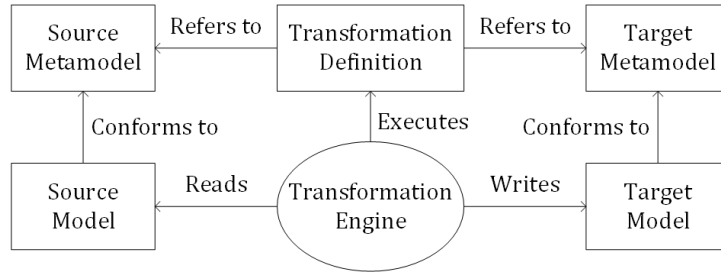 Source
Metamodel
Refers to
Transformation
Definition
Refers to
Target
Metamodel
Conforms to
Executes
Conforms to
Source
Model
Reads
Transformation
Engine
Writes
Target
Model